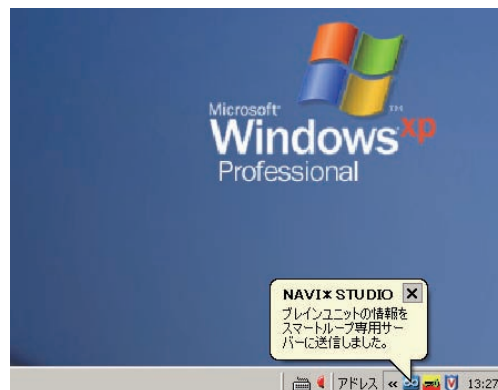 Microsoft
Windows xp
Professional
NAVI*STUDIO
ブレインユニットの情報を
スマートループ専用サー
バーに送信しました。
アドレス « 13:27